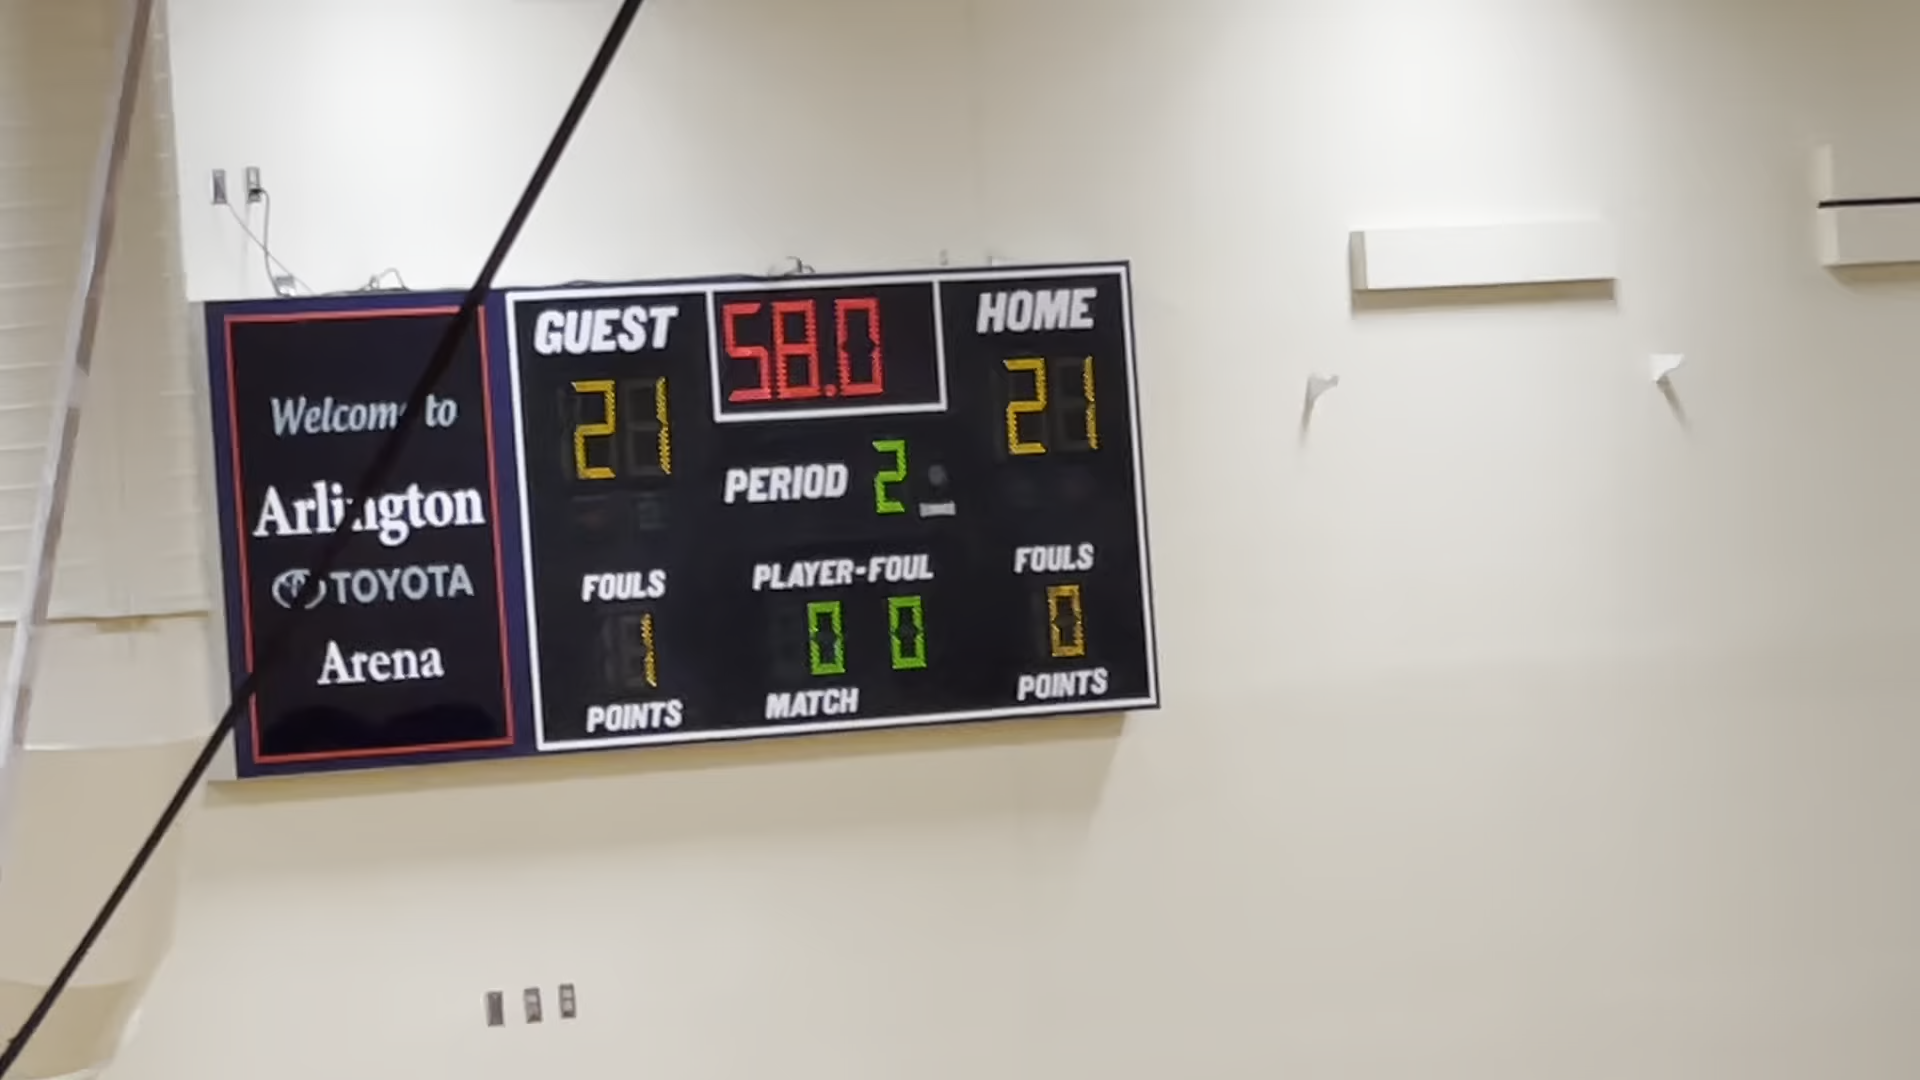 Welcome to
Arlington
TOYOTA
Arena
GUEST
58.0
HOME
21
21
PERIOD 2
FOULS
PLAYER-FOUL
FOULS
1
0 0
0
POINTS
MATCH
POINTS